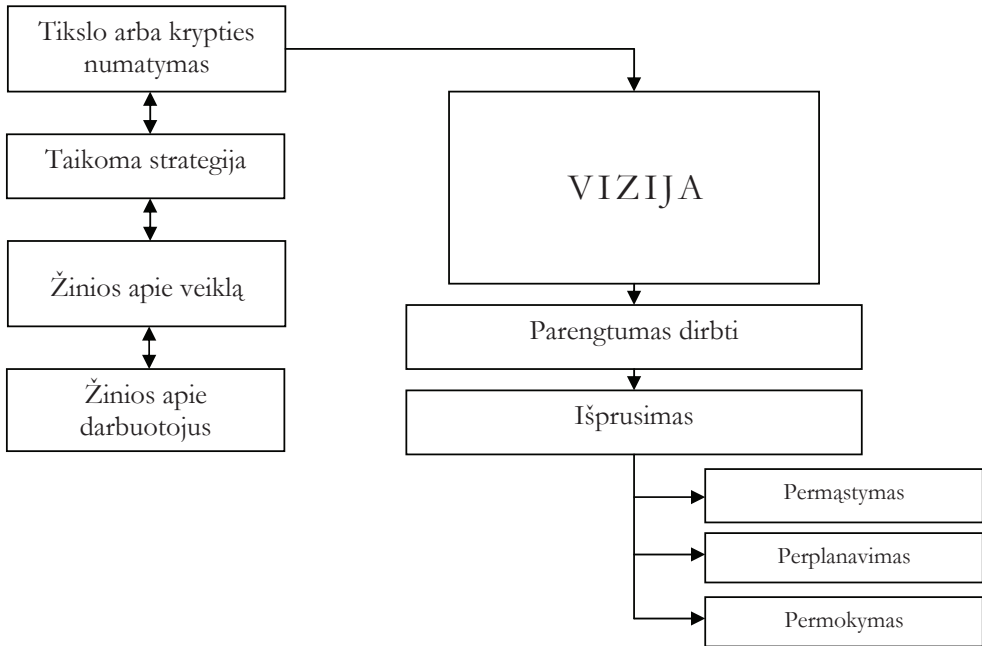 Tikslo arba krypties
numatymas
Taikoma strategija
Žinios apie veiklą
Žinios apie
darbuotojus
VIZIJA
Parengtumas dirbti
Išprusimas
Permąstymas
Perplanavimas
Permokymas